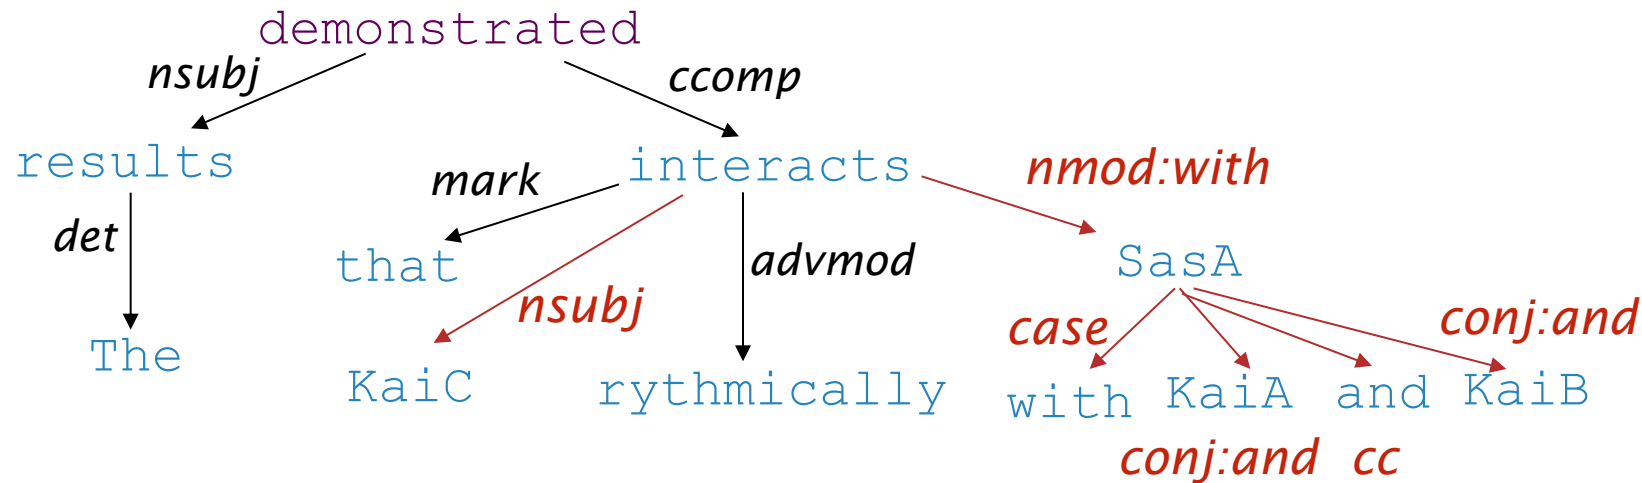 demonstrated
nsubj ccomp
results interacts nmod:with
mark
det that advmod SasA
nsubj case conj:and
The KaiC rythmically with KaiA and KaiB
conj:and cc